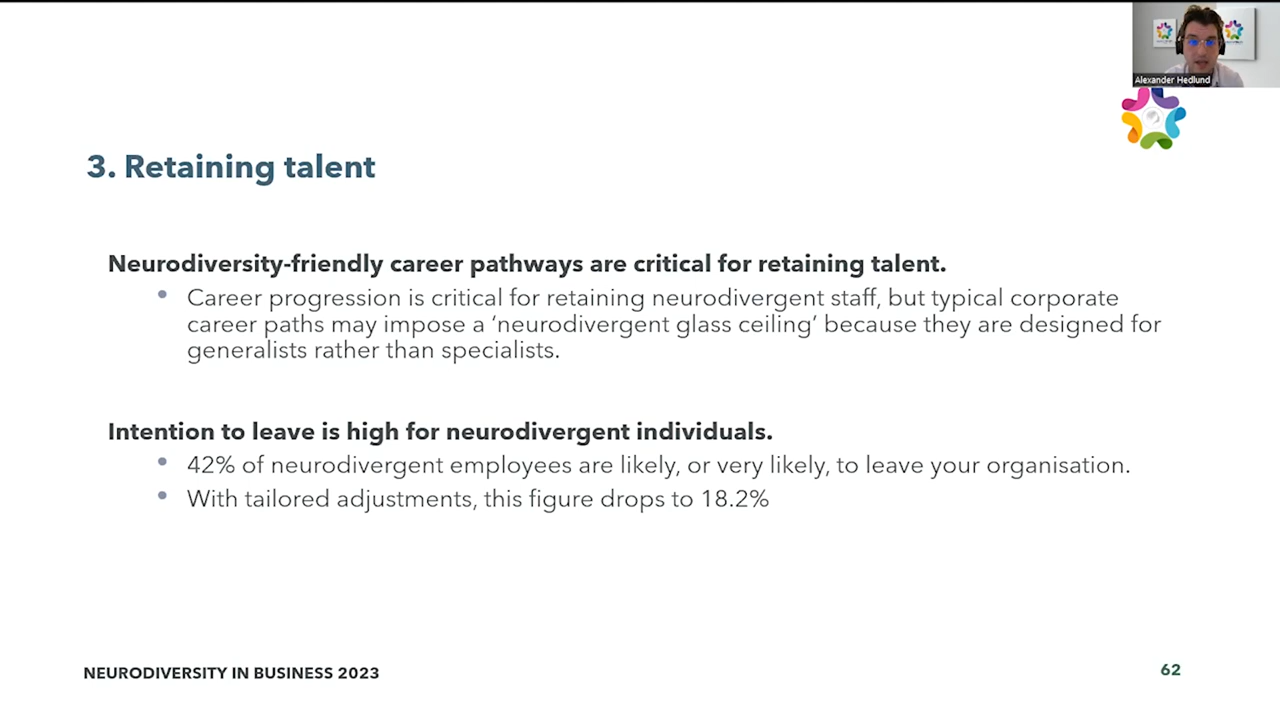 Alexander Hedlund
3. Retaining talent
Neurodiversity-friendly career pathways are critical for retaining talent.
• Career progression is critical for retaining neurodivergent staff, but typical corporate
career paths may impose a ‘neurodivergent glass ceiling’ because they are designed for
generalists rather than specialists.
Intention to leave is high for neurodivergent individuals.
• 42% of neurodivergent employees are likely, or very likely, to leave your organisation.
• With tailored adjustments, this figure drops to 18.2%
NEURODIVERSITY IN BUSINESS 2023
62